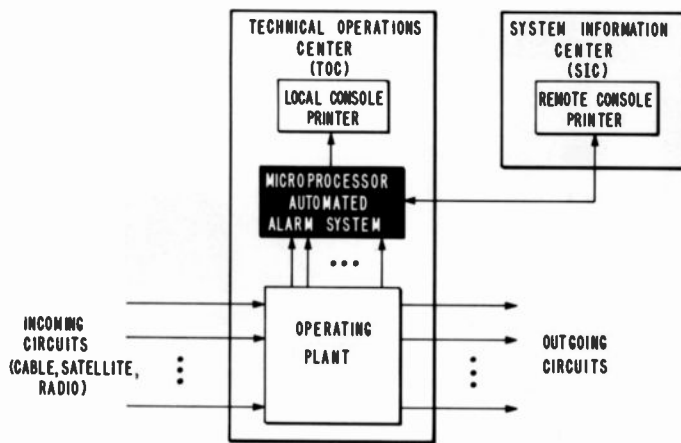 TECHNICAL OPERATIONS
CENTER
(TOC)
LOCAL CONSOLE
PRINTER
SYSTEM INFORMATION
CENTER
(SIC)
REMOTE CONSOLE
PRINTER
MICROPROCESSOR
AUTOMATED
ALARM SYSTEM
INCOMING
CIRCUITS
(CABLE, SATELLITE,
RADIO)
OPERATING
PLANT
OUTGOING
CIRCUITS